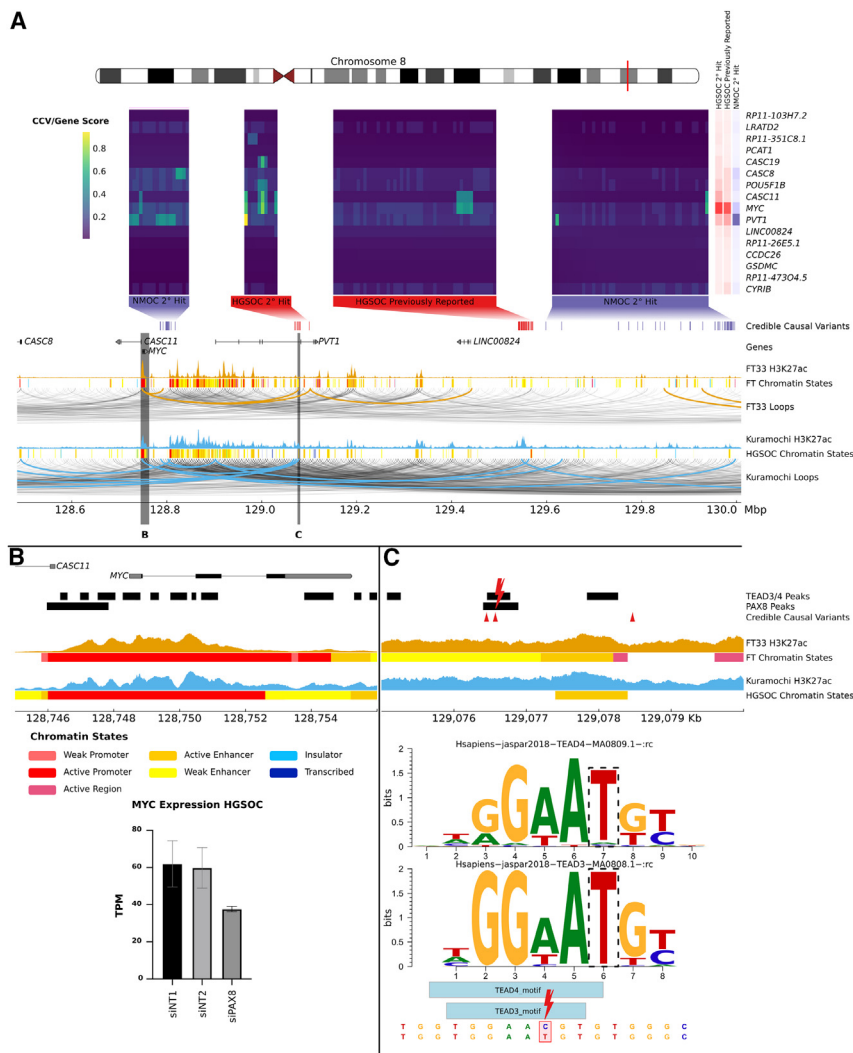 A
Chromosome 8
HGSOC 2° Hit
HGSOC Previously Reported
NMOC 2° Hit
CCV/Gene Score
0.8
0.6
0.4
0.2
RP11-103H7.2
LRATD2
RP11-351C8.1
PCAT1
CASC19
CASC8
POU5F1B
CASC11
MYC
PVT1
LINC00824
RP11-26E5.1
CCDC26
GSDMC
RP11-473O4.5
CYRIB
NMOC 2° Hit
HGSOC 2° Hit
HGSOC Previously Reported
NMOC 2° Hit
Credible Causal Variants
CASC8
CASC11
PVT1
LINC00824
Genes
MYC
FT33 H3K27ac
FT Chromatin States
FT33 Loops
Kuramochi H3K27ac
HGSOC Chromatin States
Kuramochi Loops
128.6 128.8 129.0 129.2 129.4 129.6 129.8 130.0 Mbp
B C
B
CASC11
MYC
C
TEAD3/4 Peaks
PAX8 Peaks
Credible Causal Variants
FT33 H3K27ac
FT Chromatin States
Kuramochi H3K27ac
HGSOC Chromatin States
128,746 128,748 128,750 128,752 128,754
129,076 129,077 129,078 129,079 Kb
Chromatin States
Weak Promoter Active Enhancer Insulator
Active Promoter Weak Enhancer Transcribed
Active Region
MYC Expression HGSOC
TPM
80
60
40
20
0
siNT1 siNT2 siPAX8
Hsapiens-jaspar2018-TEAD4-MA0809.1-:rc
bits
2
1.5
1
0.5
0
1 2 3 4 5 6 7 8 9 10
Hsapiens-jaspar2018-TEAD3-MA0808.1-:rc
bits
2
1.5
1
0.5
0
1 2 3 4 5 6 7 8
TEAD4_motif
TEAD3_motif
T G G T G G A A C G T G T G G G C
T G G T G G A A T G T G T G G G C